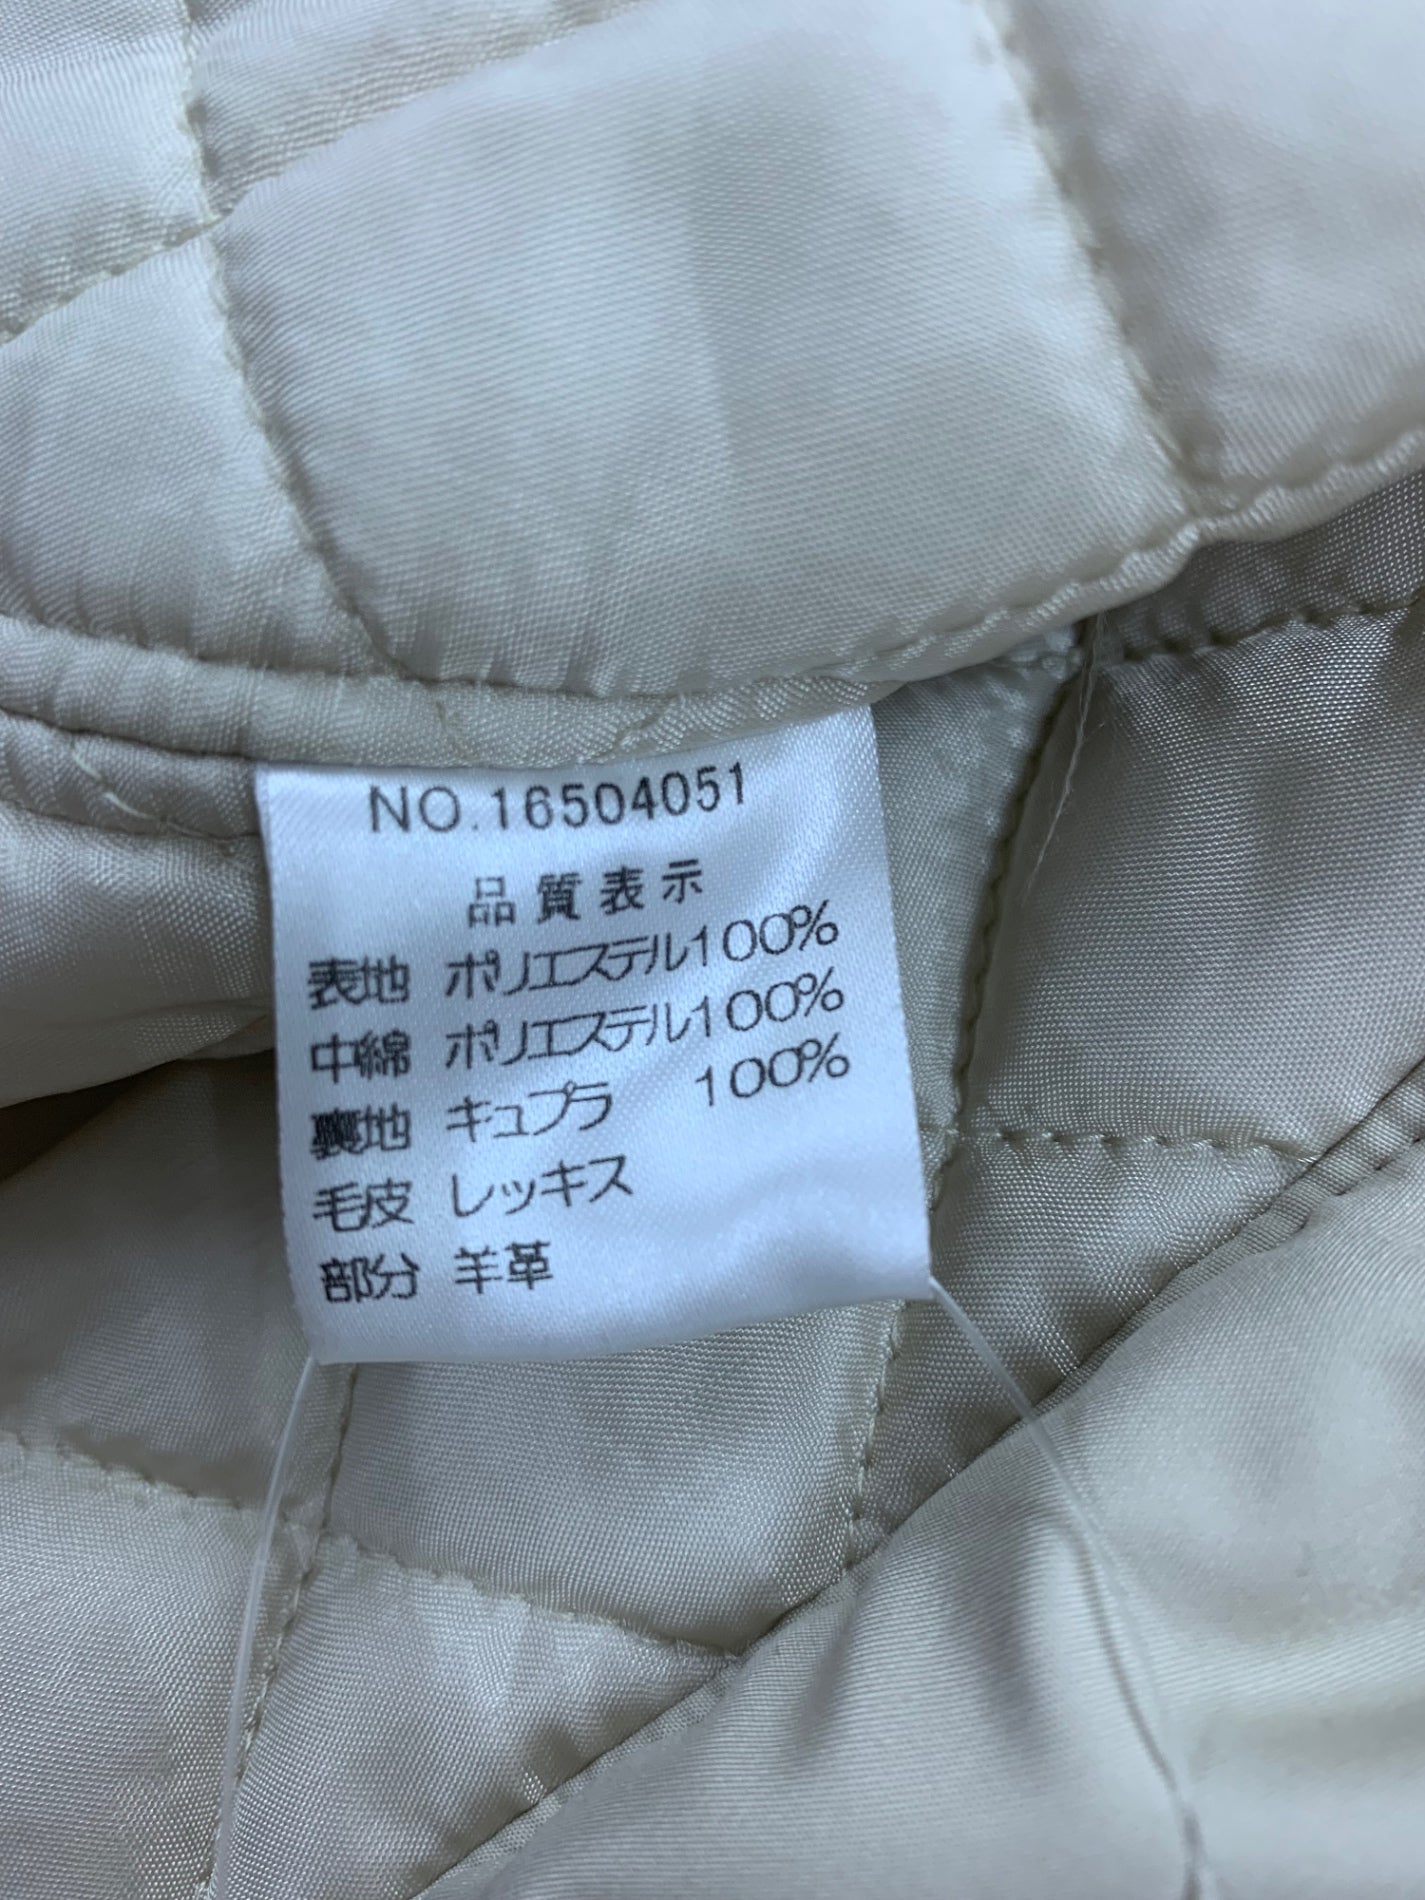 NO.16504051
品質表示
表地 ポリエステル100%
中綿 ポリエステル100%
裏地 キュプラ 100%
毛皮 レッキス
部分 羊革